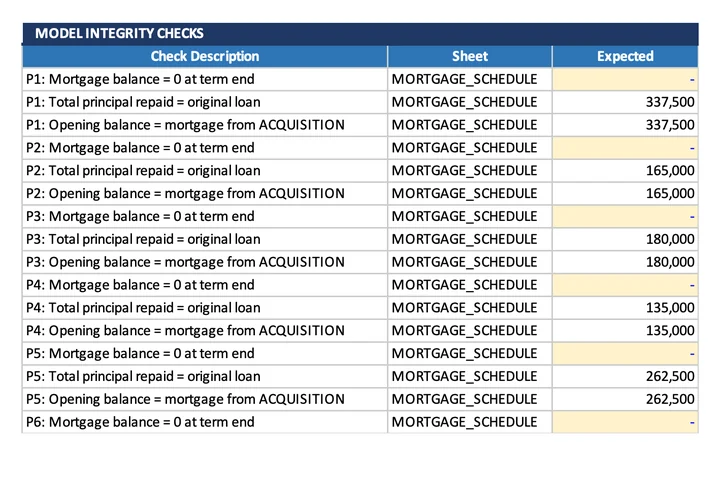 MODEL INTEGRITY CHECKS
Check Description Sheet Expected
P1: Mortgage balance = 0 at term end MORTGAGE_SCHEDULE -
P1: Total principal repaid = original loan MORTGAGE_SCHEDULE 337,500
P1: Opening balance = mortgage from ACQUISITION MORTGAGE_SCHEDULE 337,500
P2: Mortgage balance = 0 at term end MORTGAGE_SCHEDULE -
P2: Total principal repaid = original loan MORTGAGE_SCHEDULE 165,000
P2: Opening balance = mortgage from ACQUISITION MORTGAGE_SCHEDULE 165,000
P3: Mortgage balance = 0 at term end MORTGAGE_SCHEDULE -
P3: Total principal repaid = original loan MORTGAGE_SCHEDULE 180,000
P3: Opening balance = mortgage from ACQUISITION MORTGAGE_SCHEDULE 180,000
P4: Mortgage balance = 0 at term end MORTGAGE_SCHEDULE -
P4: Total principal repaid = original loan MORTGAGE_SCHEDULE 135,000
P4: Opening balance = mortgage from ACQUISITION MORTGAGE_SCHEDULE 135,000
P5: Mortgage balance = 0 at term end MORTGAGE_SCHEDULE -
P5: Total principal repaid = original loan MORTGAGE_SCHEDULE 262,500
P5: Opening balance = mortgage from ACQUISITION MORTGAGE_SCHEDULE 262,500
P6: Mortgage balance = 0 at term end MORTGAGE_SCHEDULE -